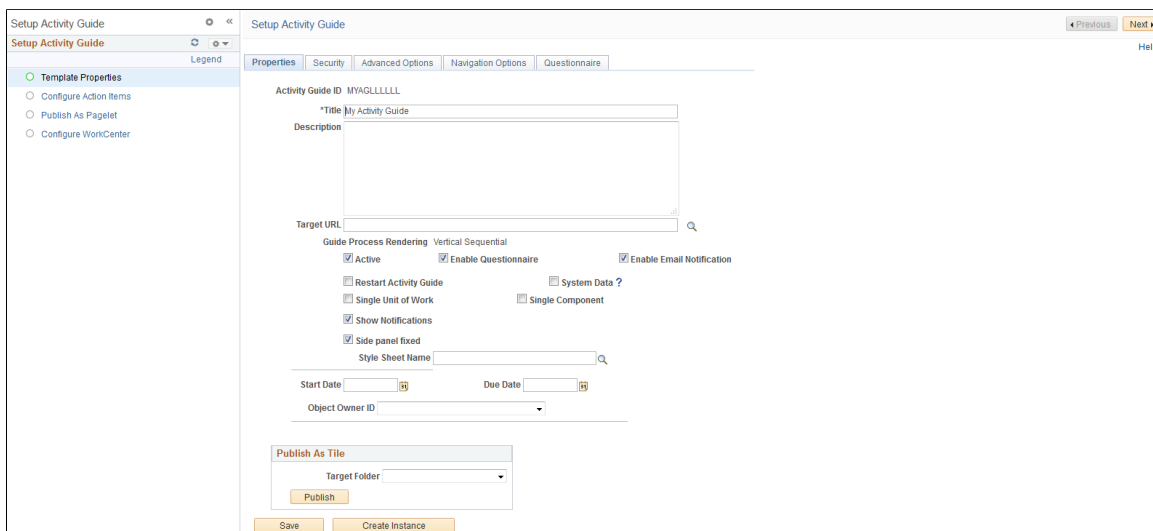 Setup Activity Guide
Setup Activity Guide
Legend
Template Properties
Configure Action Items
Publish As Pagelet
Configure WorkCenter
Setup Activity Guide
Previous
Next
Hel
Properties Security Advanced Options Navigation Options Questionnaire
Activity Guide ID MYAGLLLLLL
*Title My Activity Guide
Description
Target URL
Guide Process Rendering Vertical Sequential
Active Enable Questionnaire Enable Email Notification
Restart Activity Guide System Data ?
Single Unit of Work Single Component
Show Notifications
Side panel fixed
Style Sheet Name
Start Date Due Date
Object Owner ID
Publish As Tile
Target Folder
Publish
Save Create Instance